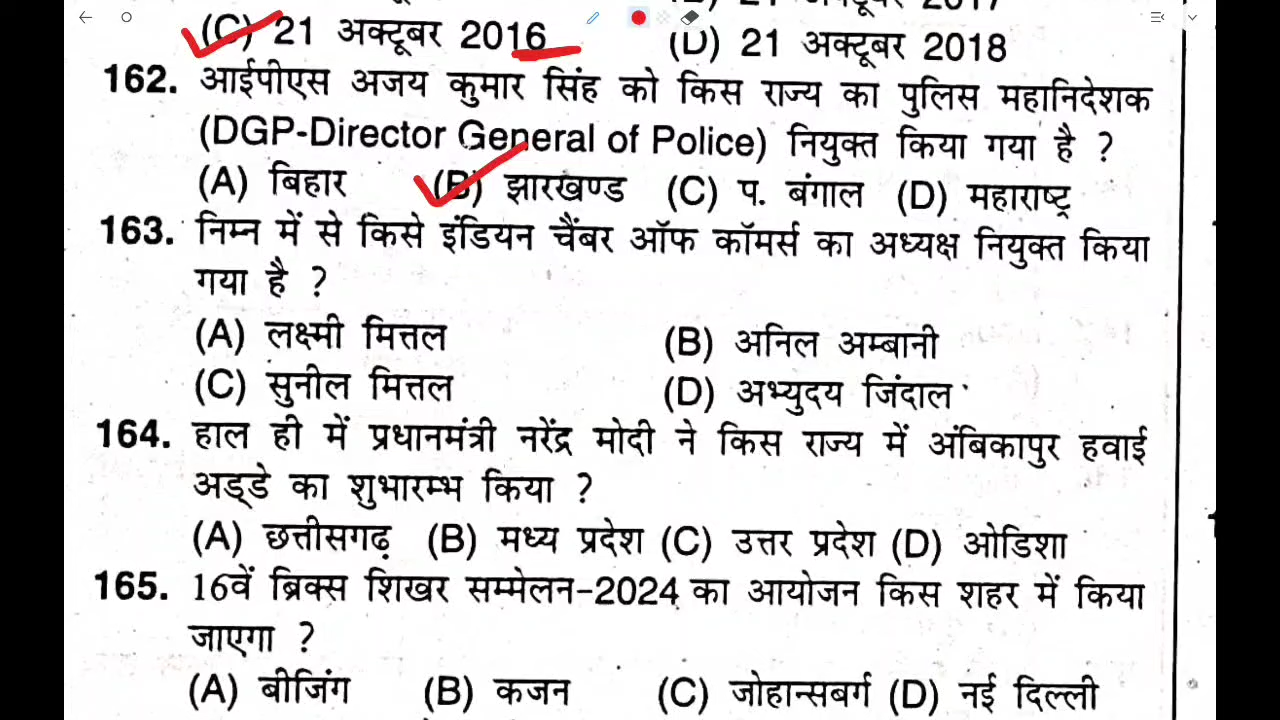 (C) 21 अक्टूबर 2016 (D) 21 अक्टूबर 2018
162. आईपीएस अजय कुमार सिंह को किस राज्य का पुलिस महानिदेशक
(DGP-Director General of Police) नियुक्त किया गया है ?
(A) बिहार (B) झारखण्ड (C) प. बंगाल (D) महाराष्ट्र
163. निम्न में से किसे इंडियन चैंबर ऑफ कॉमर्स का अध्यक्ष नियुक्त किया
गया है ?
(A) लक्ष्मी मित्तल (B) अनिल अम्बानी
(C) सुनील मित्तल (D) अभ्युदय जिंदाल
164. हाल ही में प्रधानमंत्री नरेंद्र मोदी ने किस राज्य में अंबिकापुर हवाई
अड्डे का शुभारम्भ किया ?
(A) छत्तीसगढ़ (B) मध्य प्रदेश (C) उत्तर प्रदेश (D) ओडिशा
165. 16वें ब्रिक्स शिखर सम्मेलन-2024 का आयोजन किस शहर में किया
जाएगा ?
(A) बीजिंग (B) कजन (C) जोहान्सबर्ग (D) नई दिल्ली